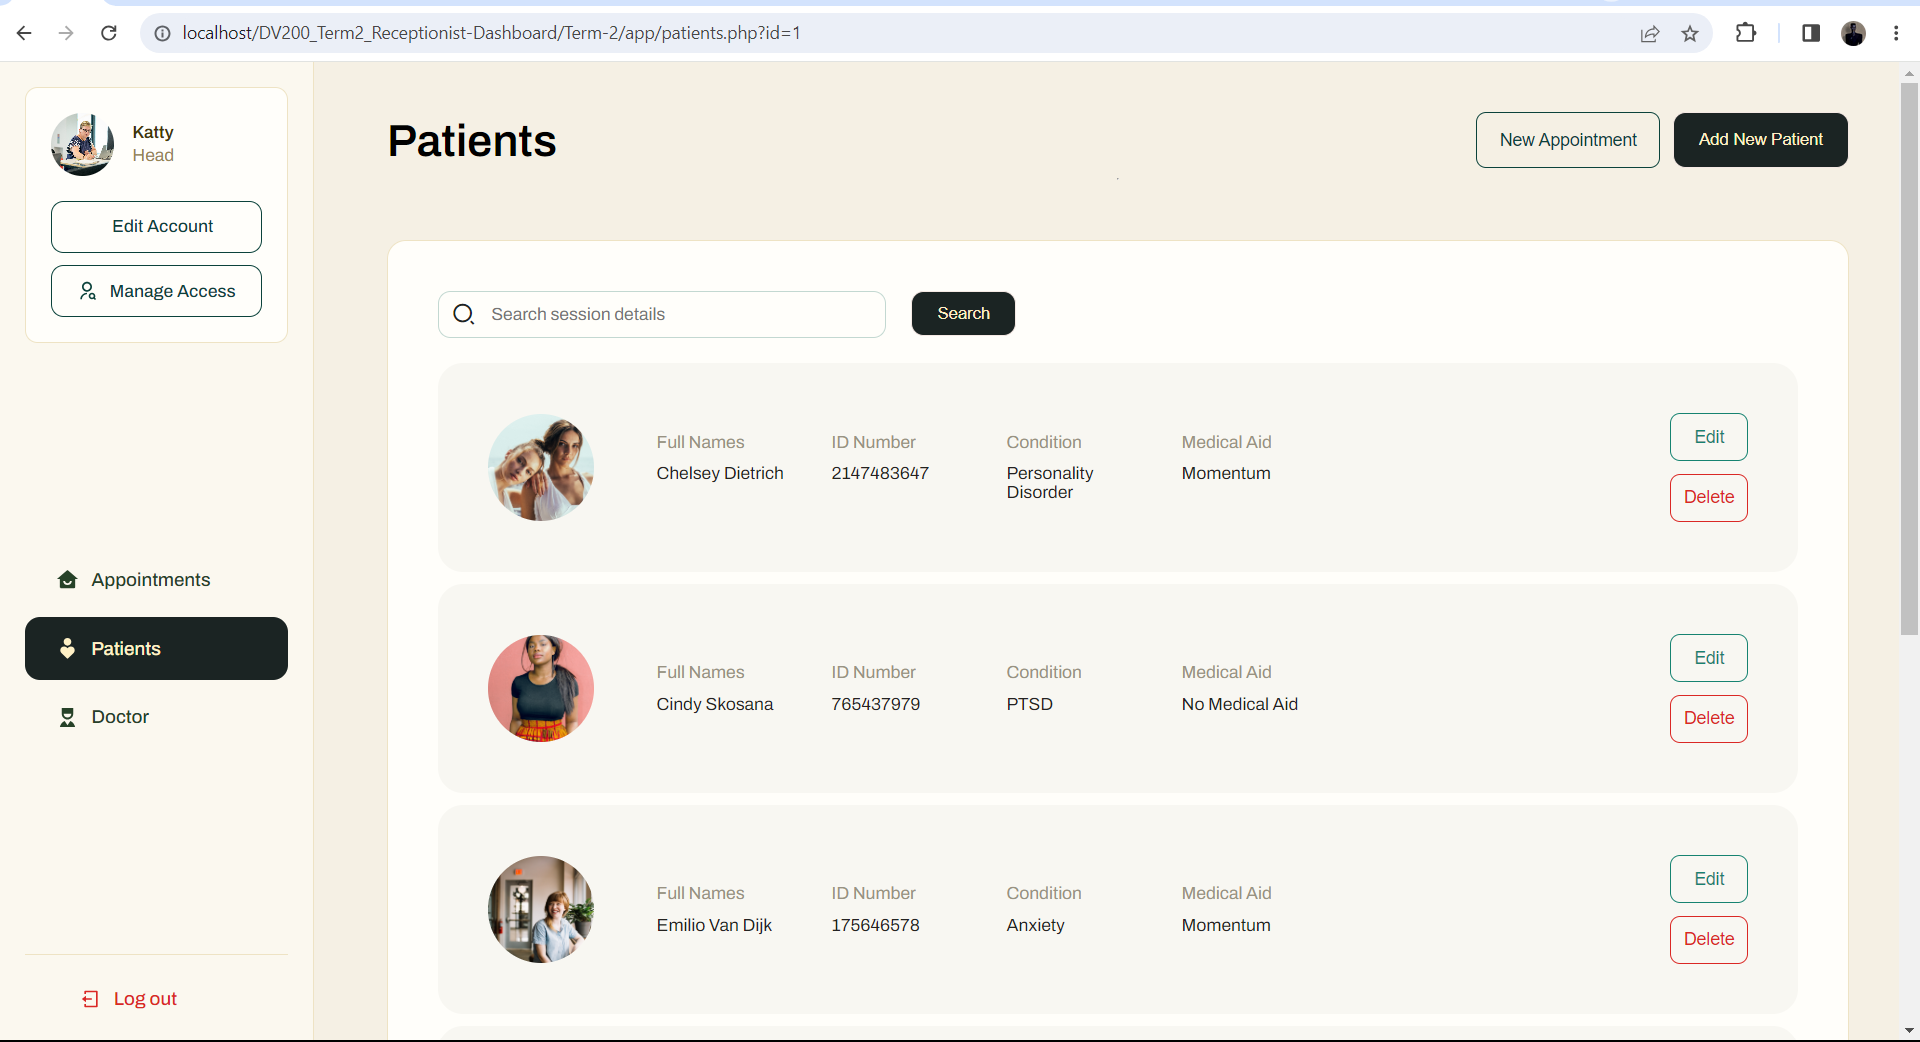 localhost/DV200_Term2_Receptionist-Dashboard/Term-2/app/patients.php?id=1
Katty
Head
Edit Account
Manage Access
Appointments
Patients
Doctor
Log out
Patients
New Appointment
Add New Patient
Search session details
Search
Full Names
ID Number
Condition
Medical Aid
Chelsey Dietrich
2147483647
Personality
Disorder
Momentum
Edit
Delete
Full Names
ID Number
Condition
Medical Aid
Cindy Skosana
765437979
PTSD
No Medical Aid
Edit
Delete
Full Names
ID Number
Condition
Medical Aid
Emilio Van Dijk
175646578
Anxiety
Momentum
Edit
Delete